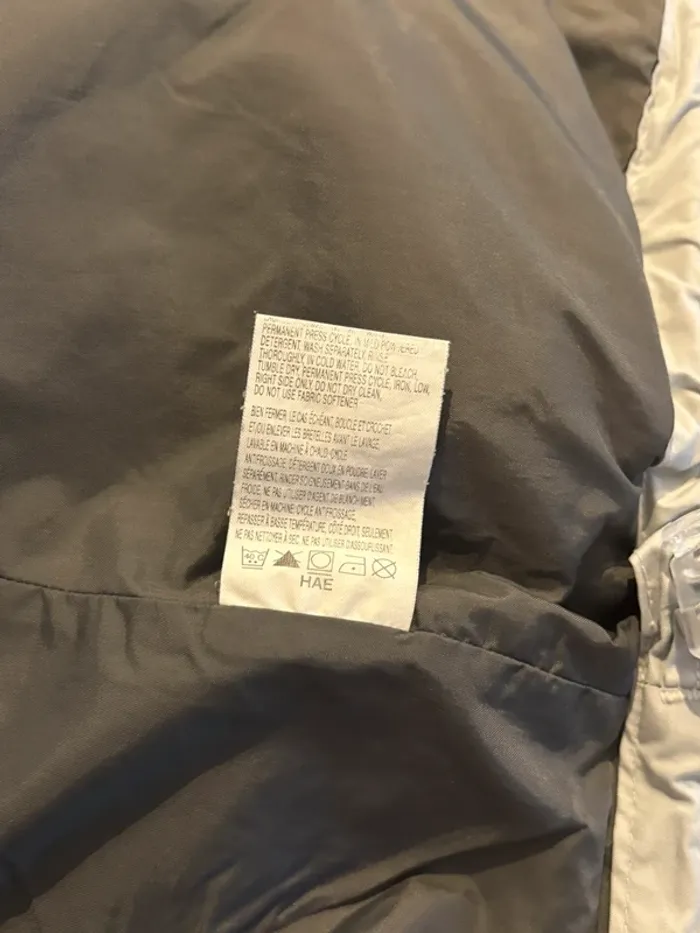 PERMANENT PRESS CYCLE, IN MILD POWDERED
DETERGENT. WASH SEPARATELY. RINSE
THOROUGHLY IN COLD WATER. DO NOT BLEACH.
TUMBLE DRY, PERMANENT PRESS CYCLE, IRON, LOW,
RIGHT SIDE ONLY. DO NOT DRY CLEAN.
DO NOT USE FABRIC SOFTENER
BIEN FERMER, LE CAS ÉCHÉANT, BOUCLE ET CROCHET
ET/OU ENLEVER LES BRETELLES AVANT LE LAVAGE.
LAVABLE EN MACHINE À CHAUD-CYCLE
ANTIFROISSAGE. DÉTERGENT DOUX EN POUDRE. LAVER
SÉPARÉMENT. RINCER SOIGNEUSEMENT DANS DE L'EAU
FROIDE. NE PAS UTILISER D'AGENT DE BLANCHIMENT.
SÉCHER EN MACHINE/CYCLE ANTIFROISSAGE.
REPASSER À BASSE TEMPÉRATURE, CÔTÉ DROIT, SEULEMENT.
NE PAS NETTOYER À SEC. NE PAS UTILISER D'ASSOUPLISSANT.
40°C
HAE